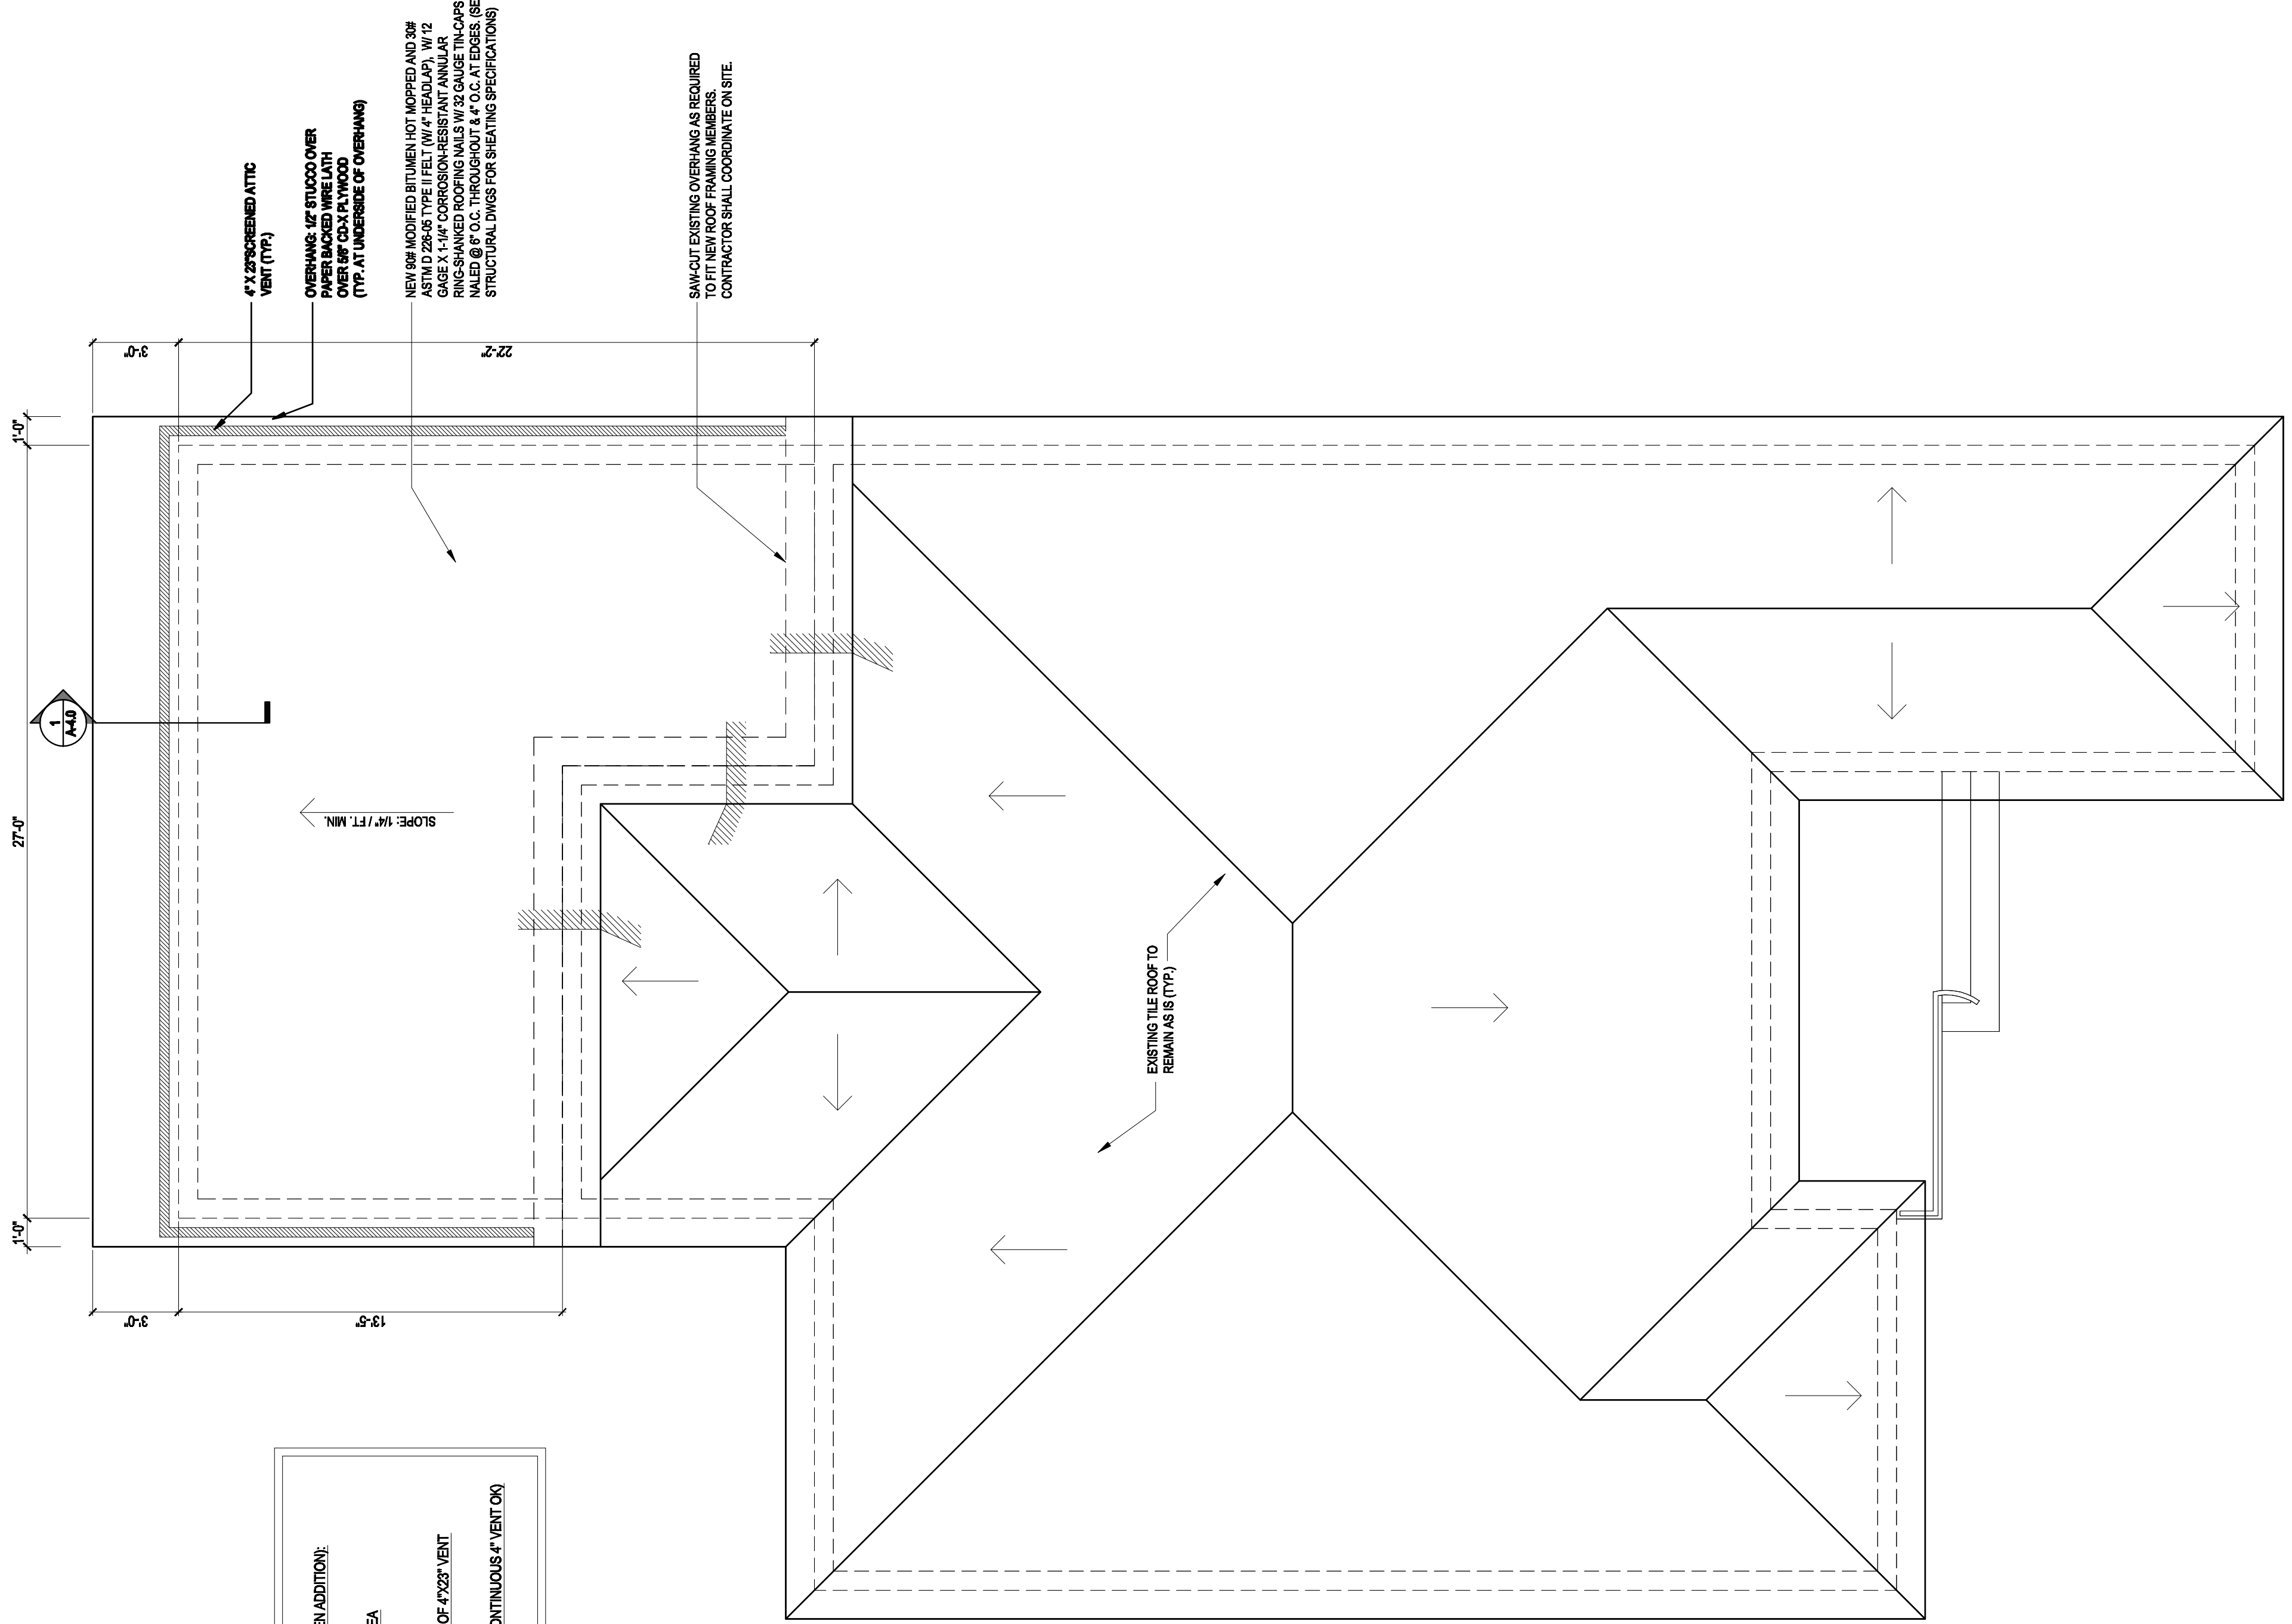 4" X 23"SCREENED ATTIC
VENT (TYP.)
OVERHANG: 1/2" STUCCO OVER
PAPER BACKED WIRE LATH
OVER 5/8" CD-X PLYWOOD
(TYP. AT UNDERSIDE OF OVERHANG)
NEW 90# MODIFIED BITUMEN HOT MOPPED AND 30#
ASTM D 226-05 TYPE II FELT (W/ 4" HEADLAP), W/ 12
GAGE X 1-1/4" CORROSION-RESISTANT ANNULAR
RING-SHANKED ROOFING NAILS W/ 32 GAUGE TIN-CAPS
NALED @ 6" O.C. THROUGHOUT & 4" O.C. AT EDGES. (SE
STRUCTURAL DWGS FOR SHEATING SPECIFICATIONS)
SAW-CUT EXISTING OVERHANG AS REQUIRED
TO FIT NEW ROOF FRAMING MEMBERS.
CONTRACTOR SHALL COORDINATE ON SITE.
3'-0"
22'-2"
1'-0"
27'-0"
1'-0"
1
A-4.0
SLOPE: 1/4" / FT. MIN.
EXISTING TILE ROOF TO
REMAIN AS IS (TYP.)
3'-0"
13'-5"
EN ADDITION):
EA
OF 4"X23" VENT
ONTINUOUS 4" VENT OK)